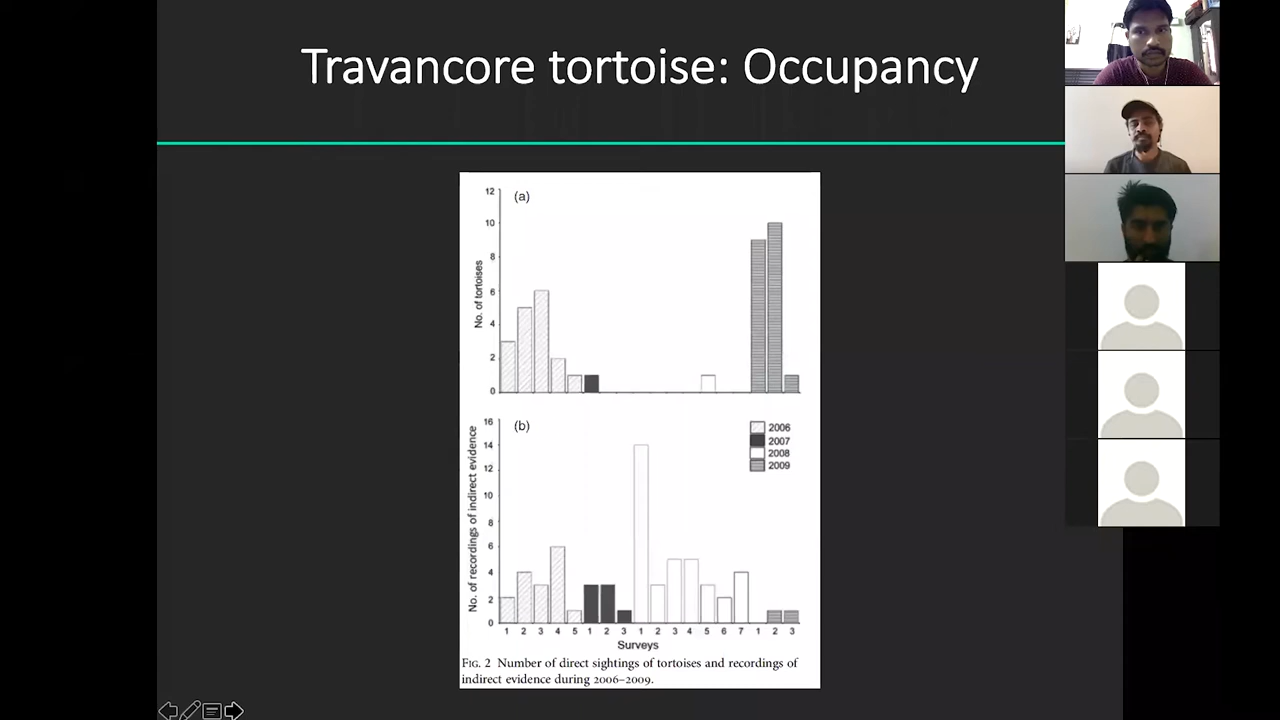 Travancore tortoise: Occupancy
(a)
12
10
8
6
4
2
0
No. of tortoises
(b)
16
14
12
10
8
6
4
2
0
No. of recordings of indirect evidence
2006
2007
2008
2009
1 2 3 4 5 1 2 3 1 2 3 4 5 6 7 1 2 3
Surveys
FIG. 2 Number of direct sightings of tortoises and recordings of
indirect evidence during 2006–2009.